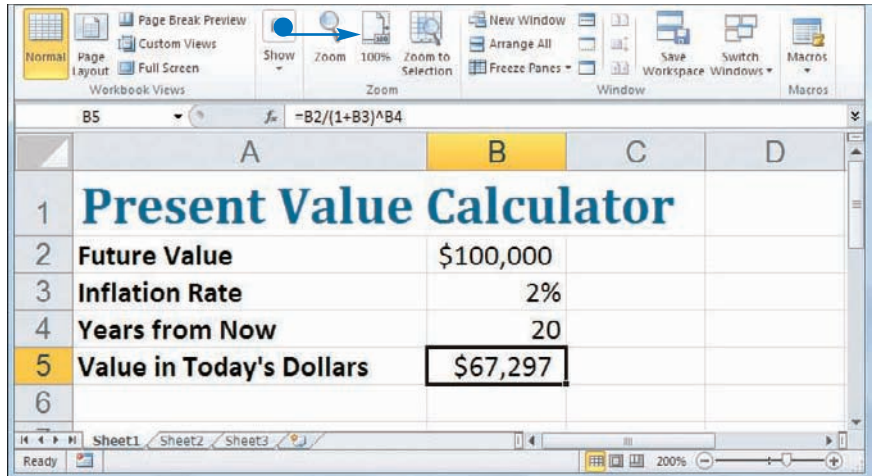 Normal
Page Layout
Page Break Preview
Custom Views
Full Screen
Workbook Views
Show
Zoom
100%
Zoom to Selection
Zoom
New Window
Arrange All
Freeze Panes
Save Workspace
Switch Windows
Window
Macros
Macros
B5
fx =B2/(1+B3)^B4
A B C D
1 Present Value Calculator
2 Future Value $100,000
3 Inflation Rate 2%
4 Years from Now 20
5 Value in Today's Dollars $67,297
6
Sheet1 Sheet2 Sheet3
Ready 200%